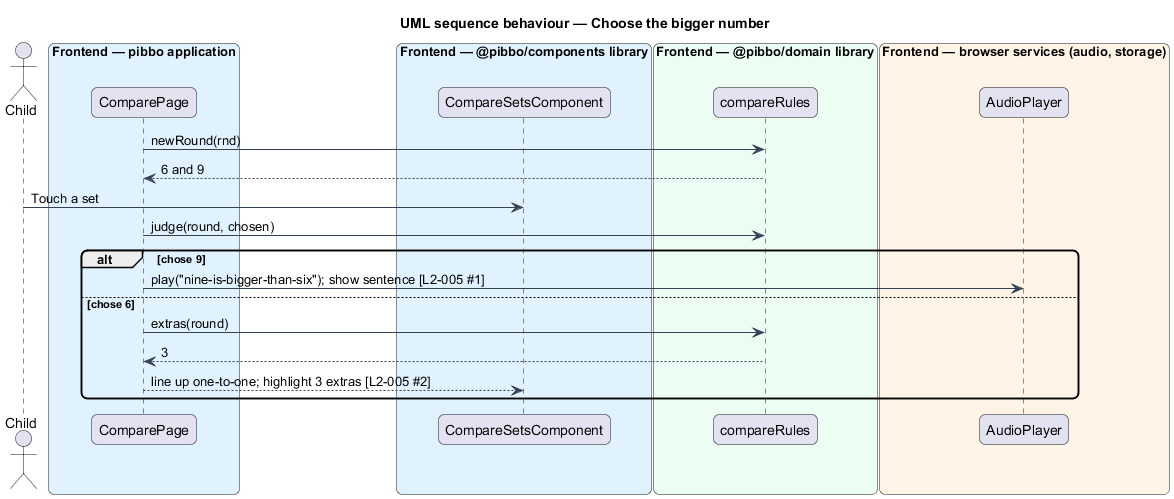 UML sequence behaviour — Choose the bigger number
Frontend — pibbo application
Frontend — @pibbo/components library
Frontend — @pibbo/domain library
Frontend — browser services (audio, storage)
Child
ComparePage
CompareSetsComponent
compareRules
AudioPlayer
newRound(rnd)
6 and 9
Touch a set
judge(round, chosen)
alt
[chose 9]
play("nine-is-bigger-than-six"); show sentence [L2-005 #1]
[chose 6]
extras(round)
3
line up one-to-one; highlight 3 extras [L2-005 #2]
Child
ComparePage
CompareSetsComponent
compareRules
AudioPlayer